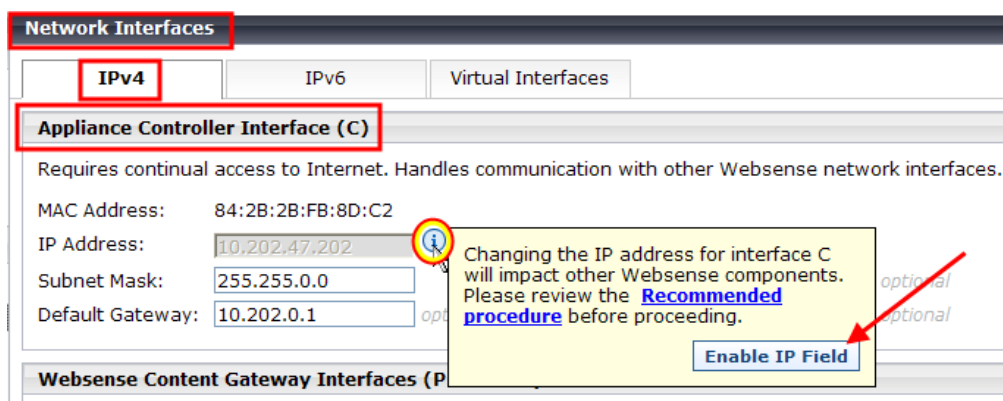 Network Interfaces
IPv4 IPv6 Virtual Interfaces
Appliance Controller Interface (C)
Requires continual access to Internet. Handles communication with other Websense network interfaces.
MAC Address: 84:2B:2B:FB:8D:C2
IP Address: 10.202.47.202
Changing the IP address for interface C
will impact other Websense components.
Please review the Recommended
procedure before proceeding.
Enable IP Field
Subnet Mask: 255.255.0.0 optional
Default Gateway: 10.202.0.1 opt optional
Websense Content Gateway Interfaces (P